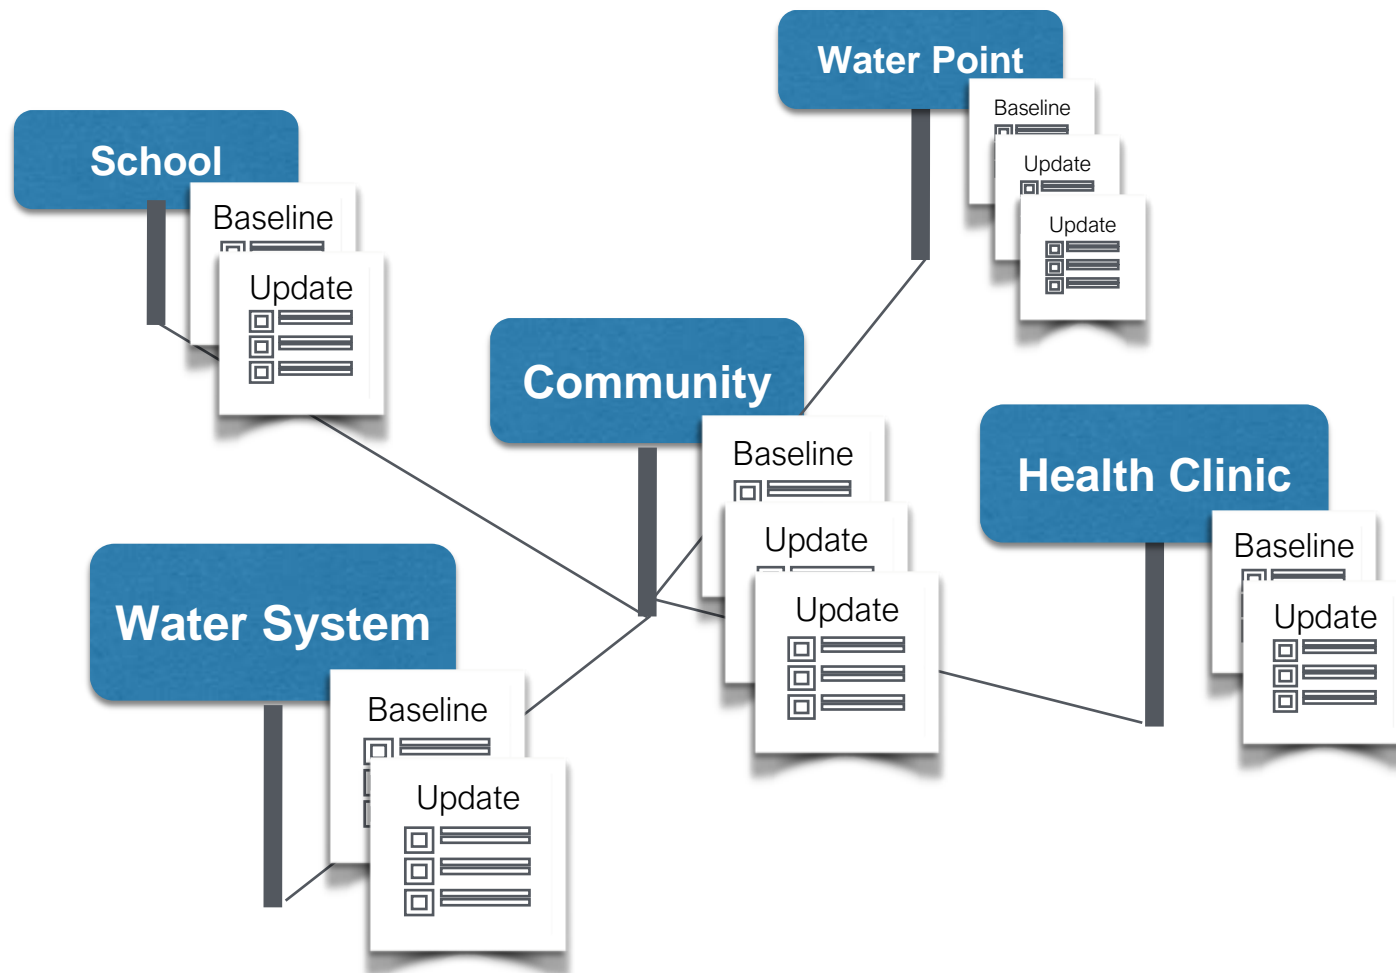 Water Point
Baseline
Update
Update
School
Baseline
Update
Community
Baseline
Update
Update
Health Clinic
Baseline
Update
Water System
Baseline
Update